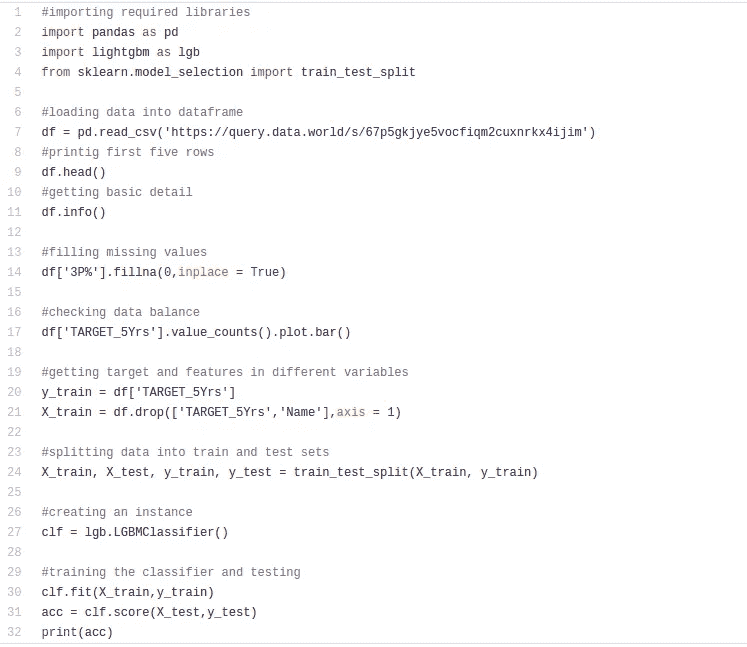 1 #importing required libraries
2 import pandas as pd
3 import lightgbm as lgb
4 from sklearn.model_selection import train_test_split
5
6 #loading data into dataframe
7 df = pd.read_csv('https://query.data.world/s/67p5gkjye5vocfiqm2cuxnrkx4ijim')
8 #printig first five rows
9 df.head()
10 #getting basic detail
11 df.info()
12
13 #filling missing values
14 df['3P%'].fillna(0,inplace = True)
15
16 #checking data balance
17 df['TARGET_5Yrs'].value_counts().plot.bar()
18
19 #getting target and features in different variables
20 y_train = df['TARGET_5Yrs']
21 X_train = df.drop(['TARGET_5Yrs','Name'],axis = 1)
22
23 #splitting data into train and test sets
24 X_train, X_test, y_train, y_test = train_test_split(X_train, y_train)
25
26 #creating an instance
27 clf = lgb.LGBMClassifier()
28
29 #training the classifier and testing
30 clf.fit(X_train,y_train)
31 acc = clf.score(X_test,y_test)
32 print(acc)